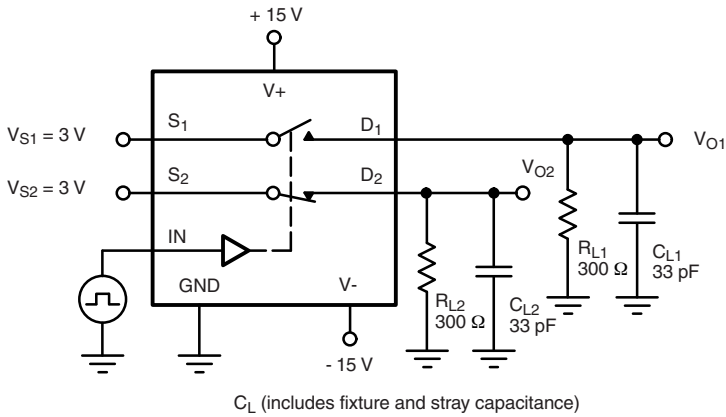 + 15 V
V+
VS1 = 3 V
S1
D1
VO1
VS2 = 3 V
S2
D2
VO2
IN
RL1
300 Ω
CL1
33 pF
GND
V-
RL2
300 Ω
CL2
33 pF
- 15 V
CL (includes fixture and stray capacitance)